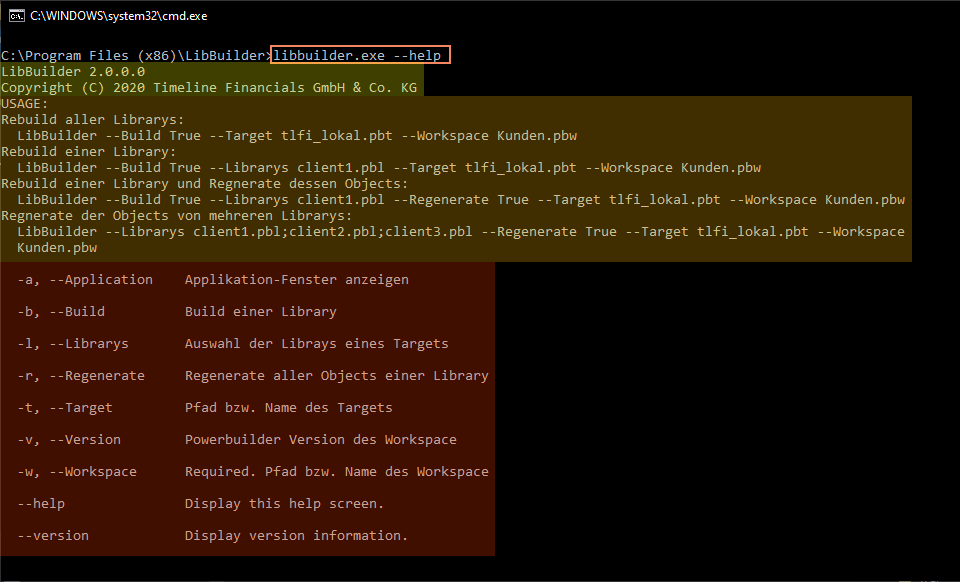 C:\WINDOWS\system32\cmd.exe
C:\Program Files (x86)\LibBuilder>libbuilder.exe --help
LibBuilder 2.0.0.0
Copyright (C) 2020 Timeline Financials GmbH & Co. KG
USAGE:
Rebuild aller Librarys:
  LibBuilder --Build True --Target tlfi_lokal.pbt --Workspace Kunden.pbw
Rebuild einer Library:
  LibBuilder --Build True --Librarys client1.pbl --Target tlfi_lokal.pbt --Workspace Kunden.pbw
Rebuild einer Library und Regnerate dessen Objects:
  LibBuilder --Build True --Librarys client1.pbl --Regenerate True --Target tlfi_lokal.pbt --Workspace Kunden.pbw
Regnerate der Objects von mehreren Librarys:
  LibBuilder --Librarys client1.pbl;client2.pbl;client3.pbl --Regenerate True --Target tlfi_lokal.pbt --Workspace
  Kunden.pbw
  -a, --Application    Applikation-Fenster anzeigen
  -b, --Build          Build einer Library
  -l, --Librarys       Auswahl der Librays eines Targets
  -r, --Regenerate     Regenerate aller Objects einer Library
  -t, --Target         Pfad bzw. Name des Targets
  -v, --Version        Powerbuilder Version des Workspace
  -w, --Workspace      Required. Pfad bzw. Name des Workspace
  --help               Display this help screen.
  --version            Display version information.